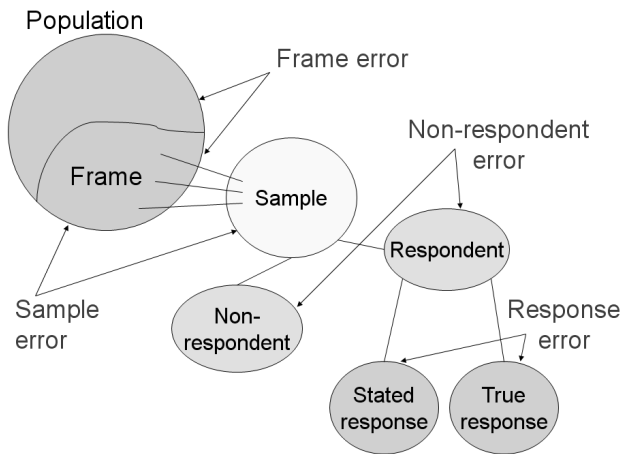 Population
Frame error
Non-respondent
error
Frame
Sample
Respondent
Sample
error
Non-
respondent
Response
error
Stated
response
True
response